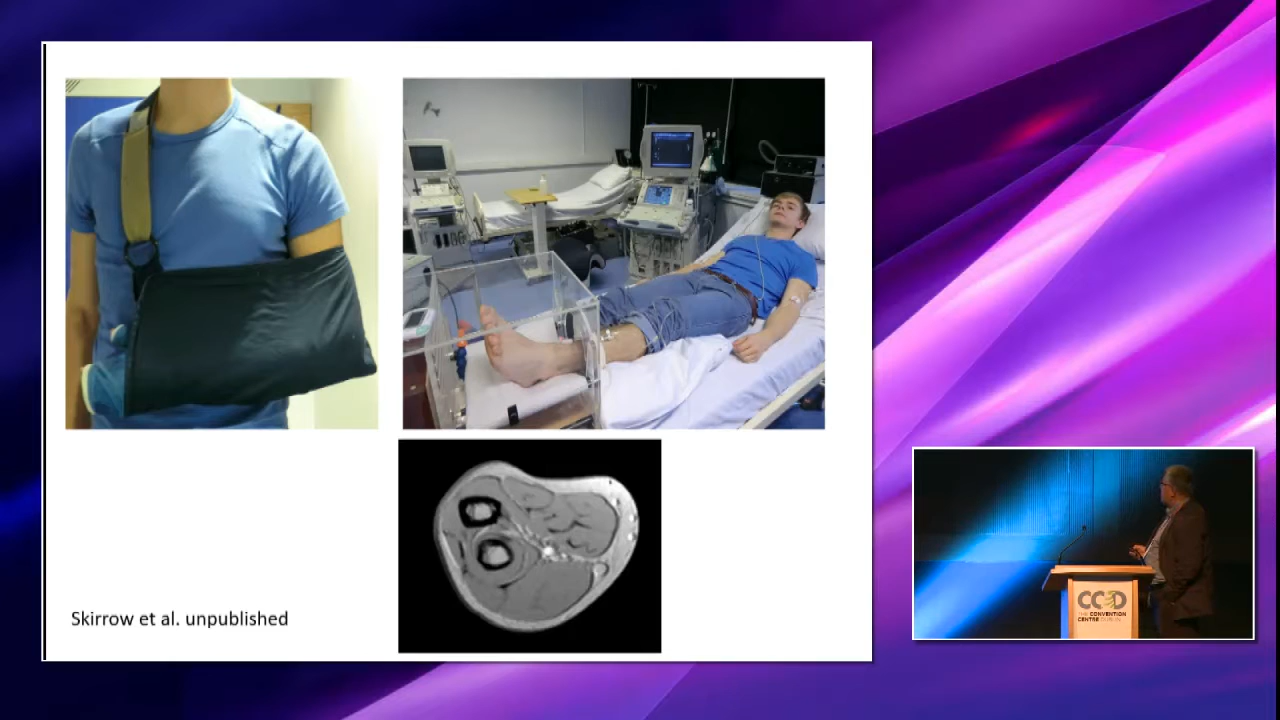 Skirrow et al. unpublished
CCD
THE CONVENTION
CENTRE DUBLIN